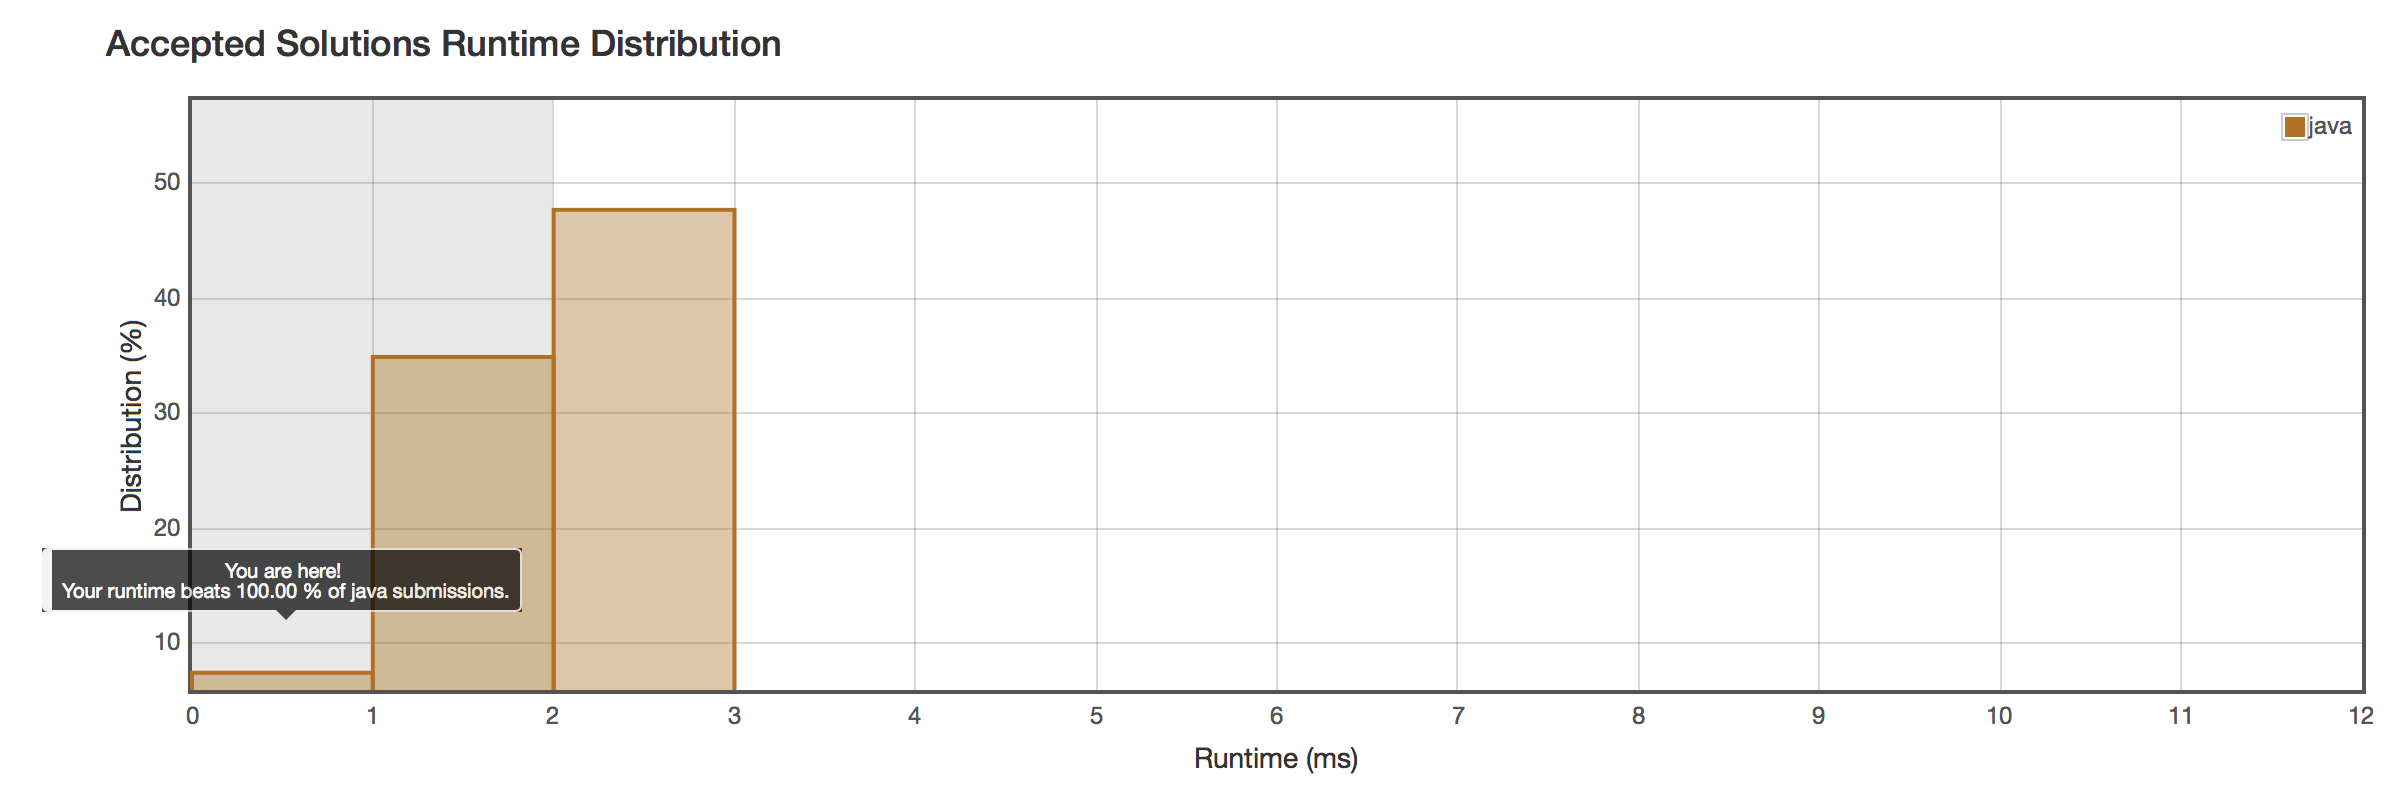 Accepted Solutions Runtime Distribution
java
Distribution (%)
50
40
30
20
10
You are here!
Your runtime beats 100.00 % of java submissions.
0 1 2 3 4 5 6 7 8 9 10 11 12
Runtime (ms)